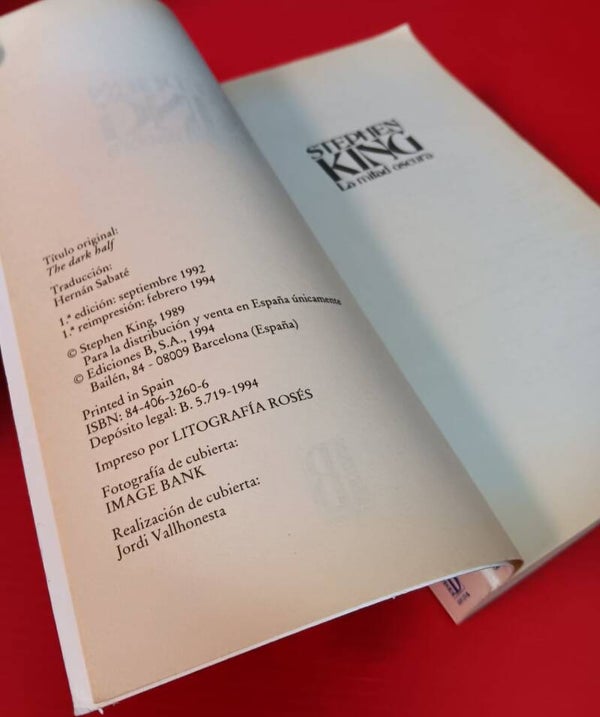 Título original:
The dark half
Traducción:
Hernán Sabaté
1.ª edición: septiembre 1992
1.ª reimpresión: febrero 1994
© Stephen King, 1989
Para la distribución y venta en España únicamente
© Ediciones B, S.A., 1994
Bailén, 84 - 08009 Barcelona (España)
Printed in Spain
ISBN: 84-406-3260-6
Depósito legal: B. 5.719-1994
Impreso por LITOGRAFÍA ROSÉS
Fotografía de cubierta:
IMAGE BANK
Realización de cubierta:
Jordi Vallhonesta
STEPHEN
KING
La mitad oscura